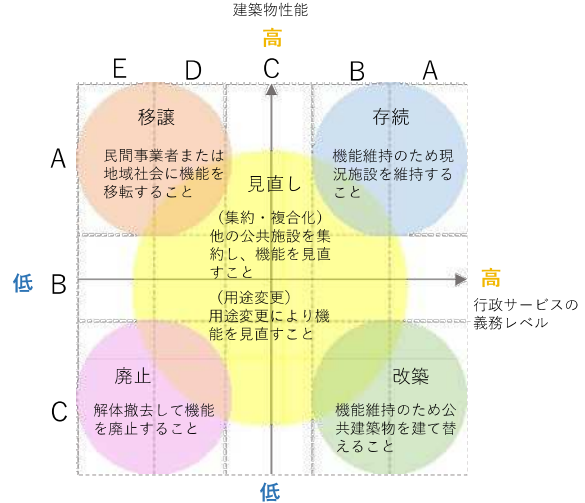 建築物性能
高
E D C B A
移譲
民間事業者または
地域社会に機能を
移転すること
存続
機能維持のため現
況施設を維持する
こと
A
見直し
（集約・複合化）
他の公共施設を集
約し、機能を見直
すこと
低
B
高
（用途変更）
用途変更により機
能を見直すこと
行政サービスの
義務レベル
廃止
解体撤去して機能
を廃止すること
改築
機能維持のため公
共建築物を建て替
えること
C
低